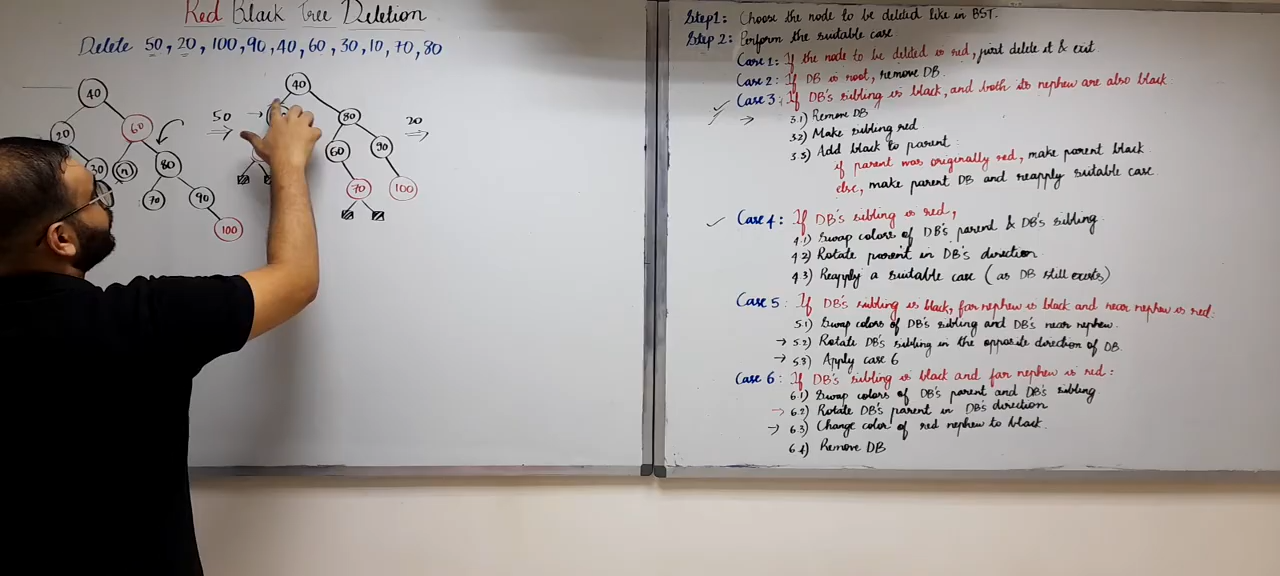 Red Black Tree Deletion
Delete 50, 20, 100, 90, 40, 60, 30, 10, 70, 80
40
20
60
30
n
80
70
90
100
50
40
80
60
90
70
100
20
Step1: Choose the node to be deleted like in BST.
Step 2: Perform the suitable case.
Case 1: If the node to be deleted is red, just delete it & exit
Case 2: If DB is root, remove DB.
Case 3: If DB's sibling is black, and both its nephew are also black:
3.1) Remove DB
3.2) Make sibling red
3.3) Add black to parent:
if parent was originally red, make parent black
else, make parent DB and reapply suitable case.
Case 4: If DB's sibling is red,
4.1) Swap colors of DB's parent & DB's sibling
4.2) Rotate parent in DB's direction
4.3) Reapply a suitable case (as DB still exists)
Case 5: If DB's sibling is black, far nephew is black and near nephew is red:
5.1) Swap colors of DB's sibling and DB's near nephew.
5.2) Rotate DB's sibling in the opposite direction of DB
5.3) Apply case 6
Case 6: If DB's sibling is black and far nephew is red:
6.1) Swap colors of DB's parent and DB's sibling
6.2) Rotate DB's parent in DB's direction
6.3) Change color of red nephew to black.
6.4) Remove DB